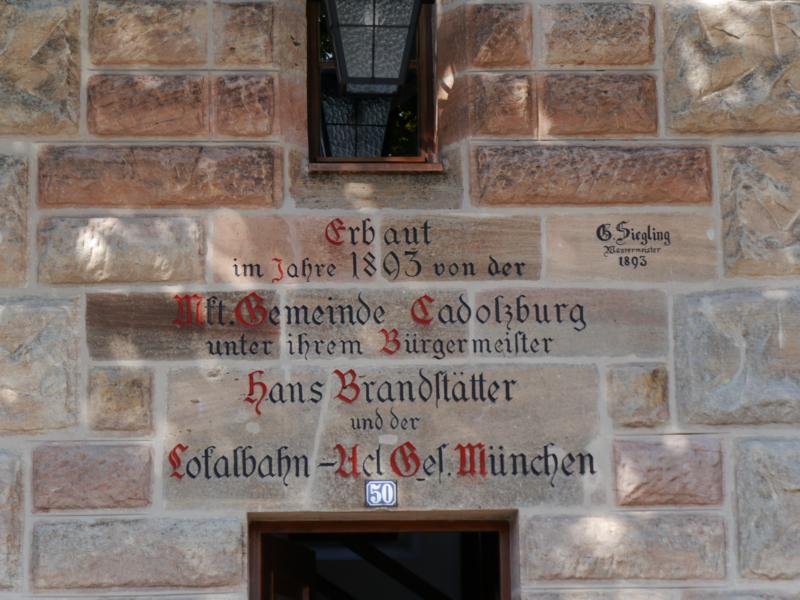 Erbaut
im Jahre 1893 von der
Mkt. Gemeinde Cadolzburg
unter ihrem Bürgermeister
Hans Brandstätter
und der
Lokalbahn-Act Ges. München
G. Siegling
Maurermeister
1893
50